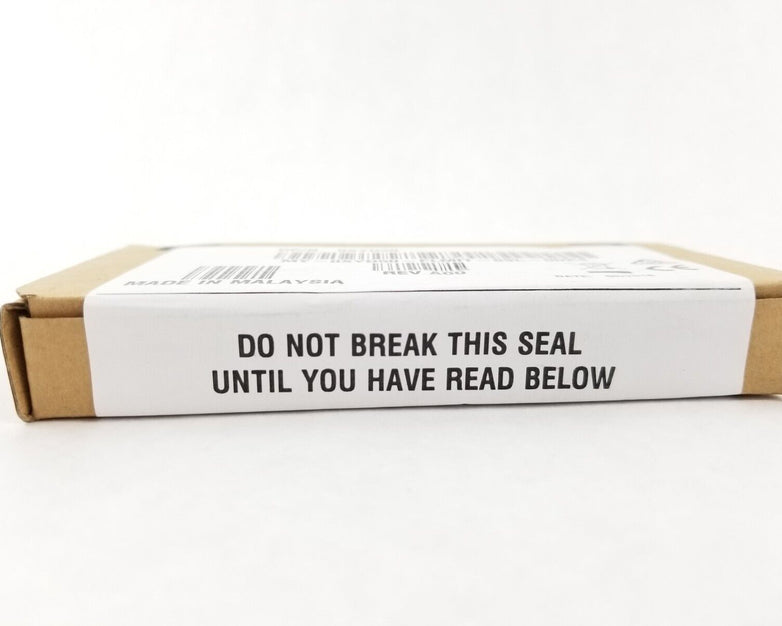 MADE IN MALAYSIA
REV A00
DO NOT BREAK THIS SEAL
UNTIL YOU HAVE READ BELOW